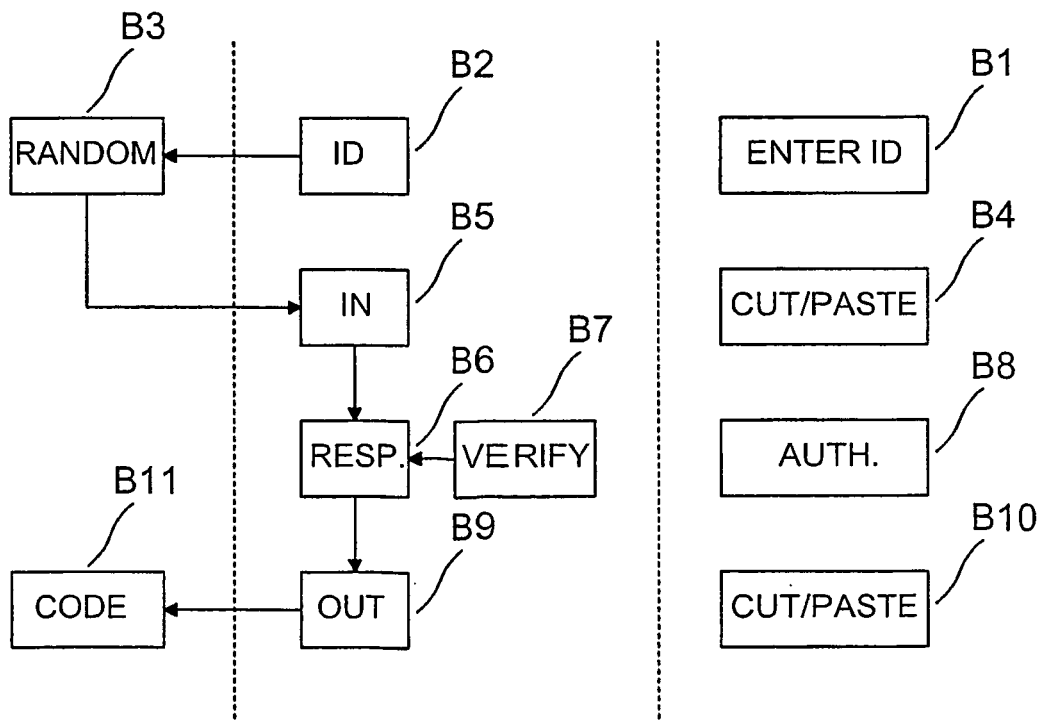 B3
B2
B1
RANDOM
ID
ENTER ID
B5
B4
IN
CUT/PASTE
B7
B6
B8
RESP.
VERIFY
AUTH.
B11
B9
B10
CODE
OUT
CUT/PASTE